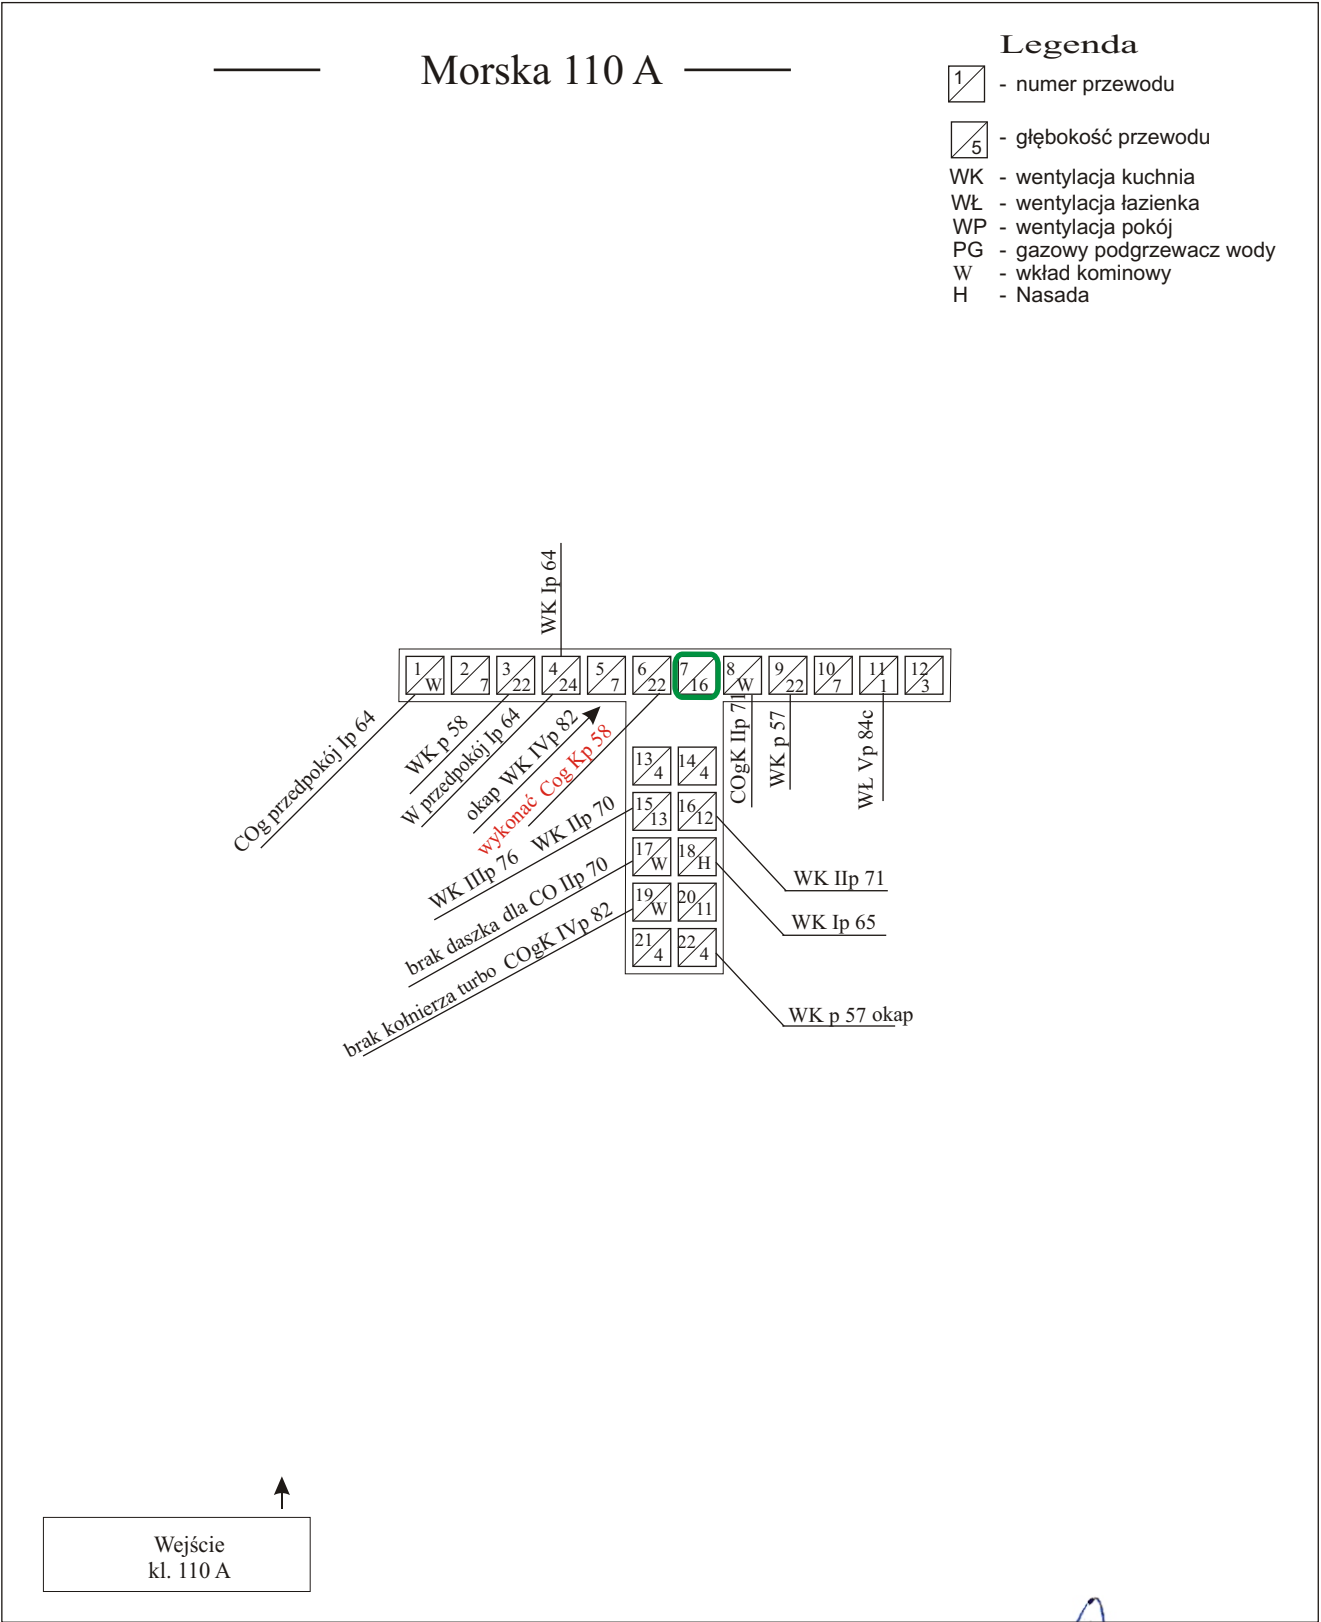 Morska 110 A
Legenda
1 - numer przewodu
5 - głębokość przewodu
WK - wentylacja kuchnia
WŁ - wentylacja łazienka
WP - wentylacja pokój
PG - gazowy podgrzewacz wody
W - wkład kominowy
H - Nasada
WK Ip 64
1 W 2 7 3 22 4 24 5 7 6 22 7 16 8 W 9 22 10 7 11 1 12 3
COg przedpokój Ip 64
WK p 58
W przedpokój Ip 64
okap WK IVp 82
wykonać Cog Kp 58
COgK IIp 71
WK p 57
WŁ Vp 84c
13 4 14 4
15 13 16 12
17 W 18 H
19 W 20 11
21 4 22 4
WK IIIp 76 WK IIp 70
brak daszka dla CO IIp 70
brak kołnierza turbo COgK IVp 82
WK IIp 71
WK Ip 65
WK p 57 okap
Wejście
kl. 110 A